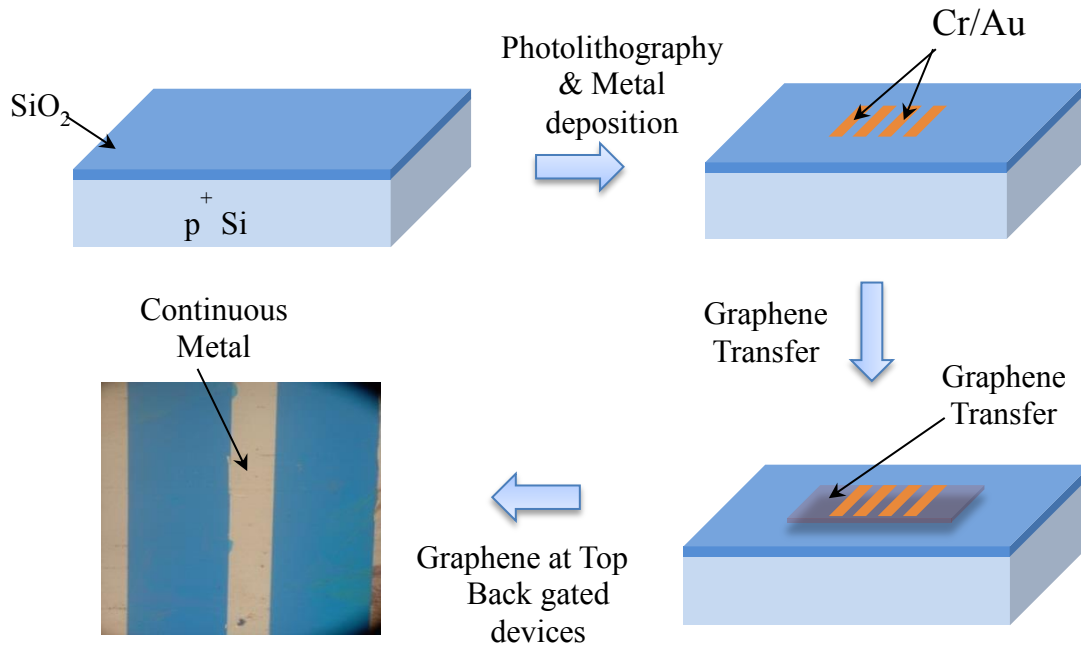 SiO₂
p⁺ Si
Photolithography
& Metal
deposition
Cr/Au
Graphene
Transfer
Graphene
Transfer
Graphene at Top
Back gated
devices
Continuous
Metal